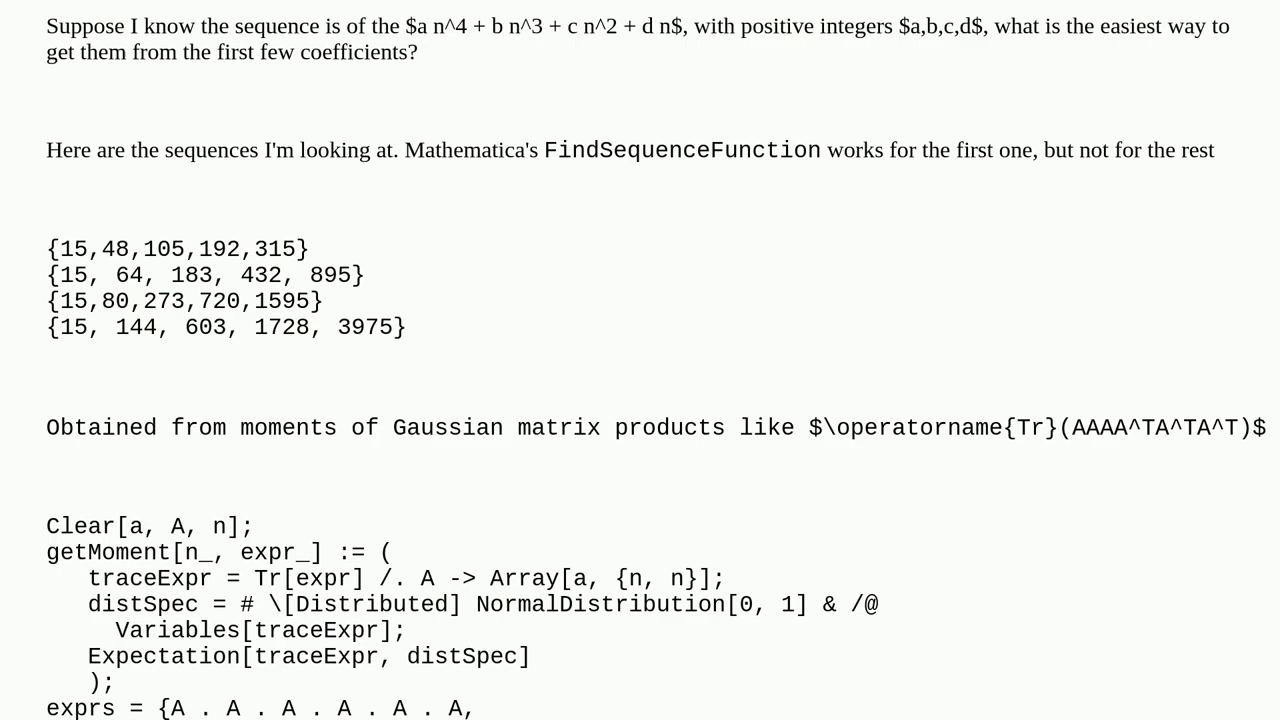 Suppose I know the sequence is of the $a n^4 + b n^3 + c n^2 + d n$, with positive integers $a,b,c,d$, what is the easiest way to
get them from the first few coefficients?
Here are the sequences I'm looking at. Mathematica's FindSequenceFunction works for the first one, but not for the rest
{15,48,105,192,315}
{15, 64, 183, 432, 895}
{15,80,273,720,1595}
{15, 144, 603, 1728, 3975}
Obtained from moments of Gaussian matrix products like $\operatorname{Tr}(AAAA^TA^TA^T)$
Clear[a, A, n];
getMoment[n_, expr_] := (
   traceExpr = Tr[expr] /. A -> Array[a, {n, n}];
   distSpec = # \[Distributed] NormalDistribution[0, 1] & /@
     Variables[traceExpr];
   Expectation[traceExpr, distSpec]
   );
exprs = {A . A . A . A . A . A,